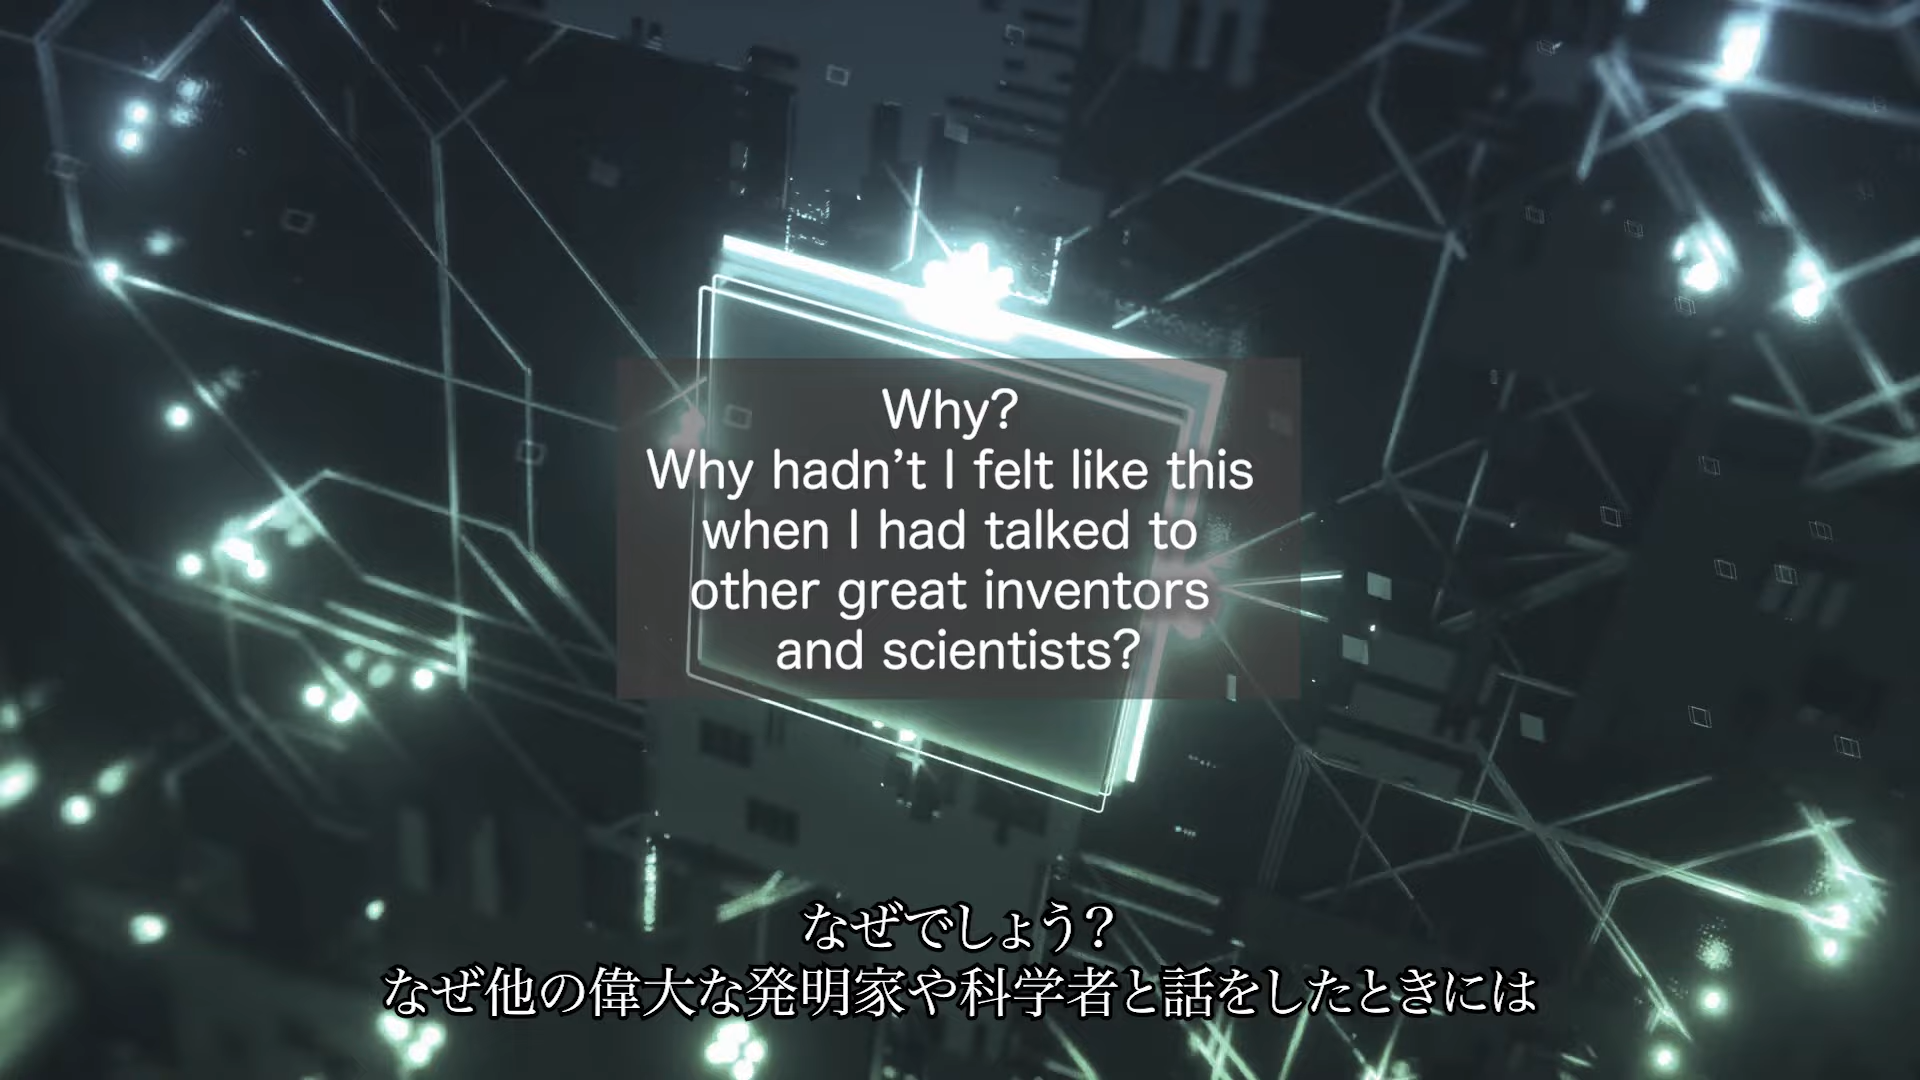 Why?
Why hadn’t I felt like this
when I had talked to
other great inventors
and scientists?
なぜでしょう？
なぜ他の偉大な発明家や科学者と話をしたときには